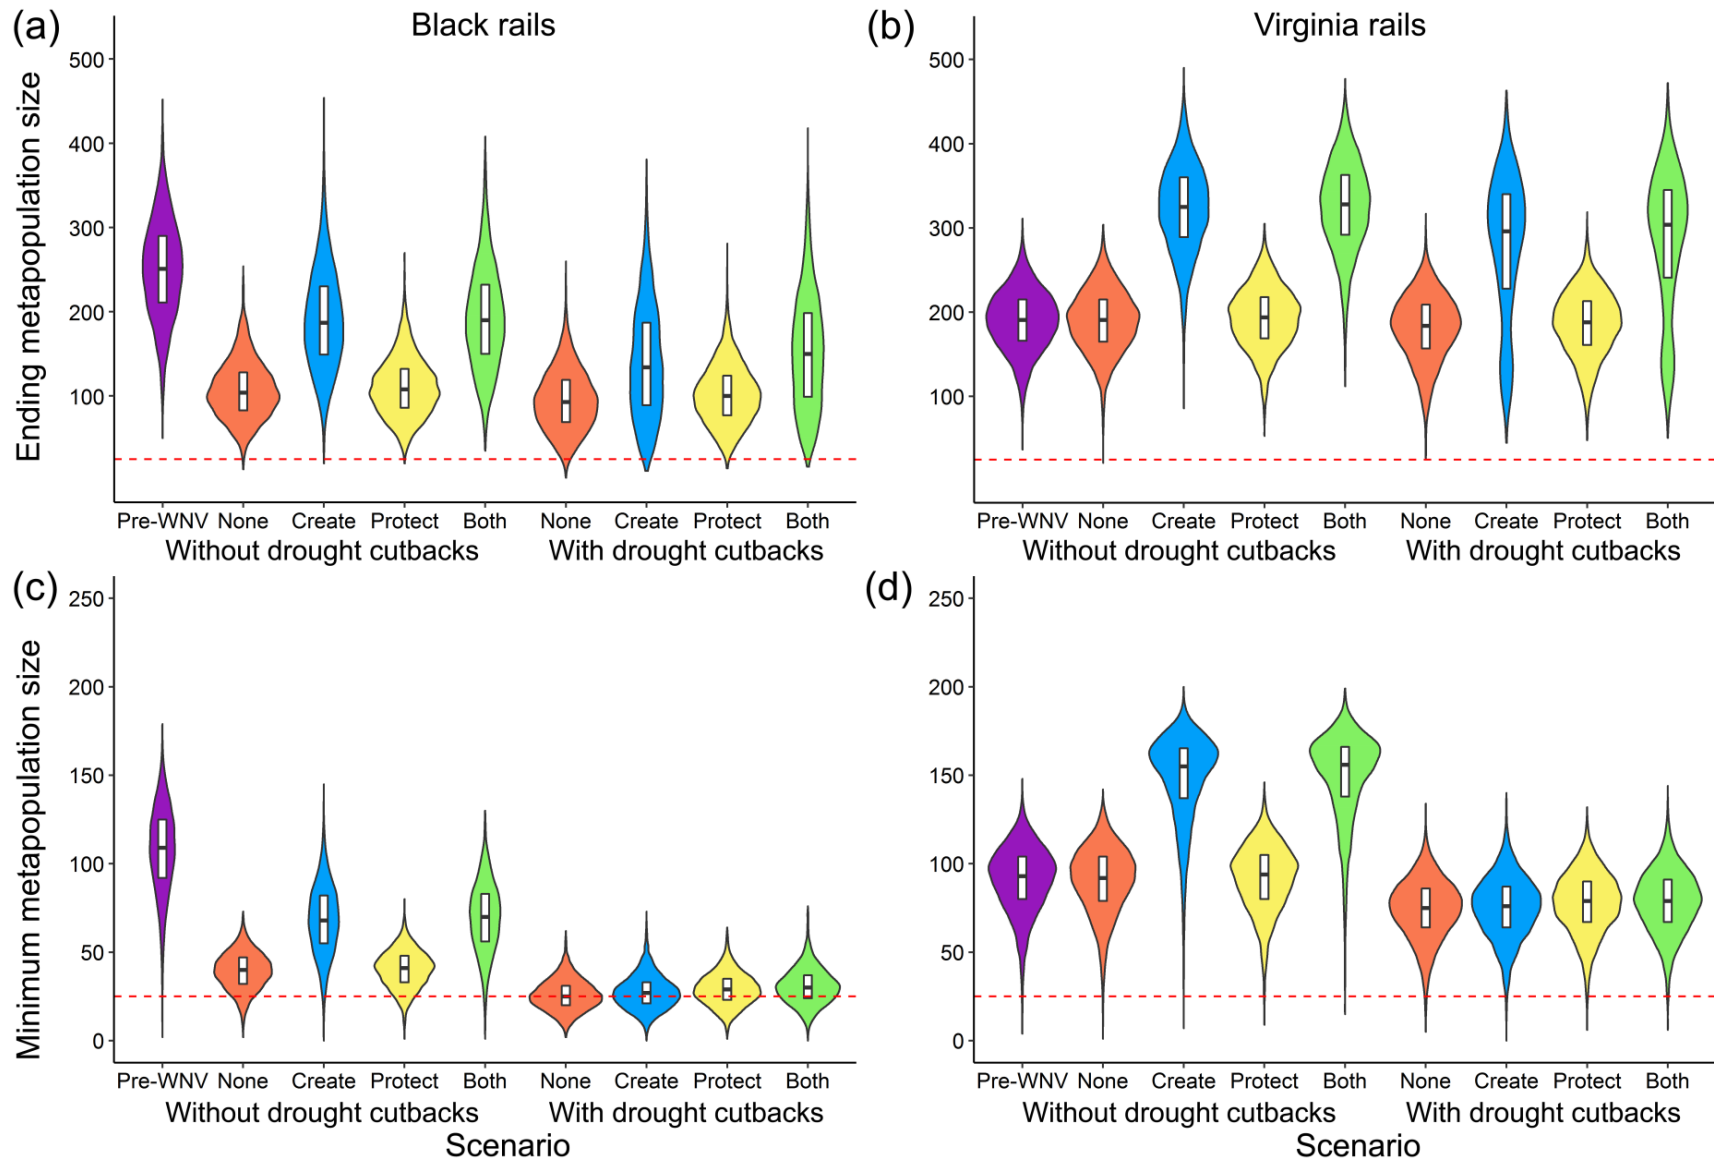 (a) Black rails
(b) Virginia rails
Ending metapopulation size
500
400
300
200
100
500
400
300
200
100
Pre-WNV None Create Protect Both None Create Protect Both
Without drought cutbacks With drought cutbacks
Pre-WNV None Create Protect Both None Create Protect Both
Without drought cutbacks With drought cutbacks
(c)
(d)
Minimum metapopulation size
250
200
150
100
50
0
250
200
150
100
50
0
Pre-WNV None Create Protect Both None Create Protect Both
Without drought cutbacks With drought cutbacks
Scenario
Pre-WNV None Create Protect Both None Create Protect Both
Without drought cutbacks With drought cutbacks
Scenario